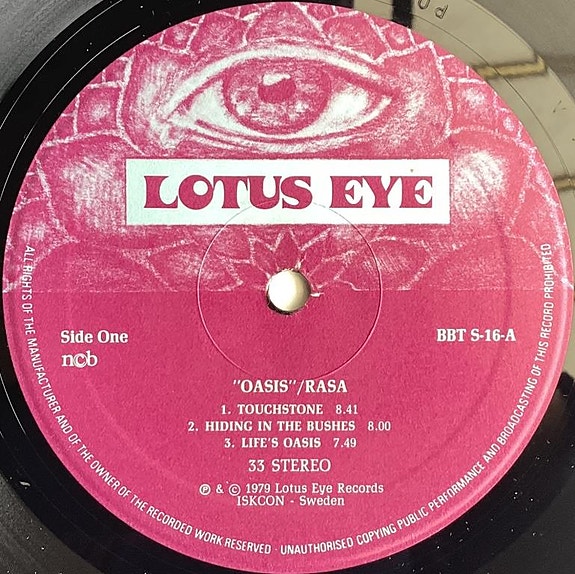 LOTUS EYE
Side One
BBT S-16-A
ncb
"OASIS"/RASA
1. TOUCHSTONE 8.41
2. HIDING IN THE BUSHES 8.00
3. LIFE'S OASIS 7.49
33 STEREO
℗ & © 1979 Lotus Eye Records
ISKCON - Sweden
ALL RIGHTS OF THE MANUFACTURER AND OF THE OWNER OF THE RECORDED WORK RESERVED · UNAUTHORISED COPYING PUBLIC PERFORMANCE AND BROADCASTING OF THIS RECORD PROHIBITED